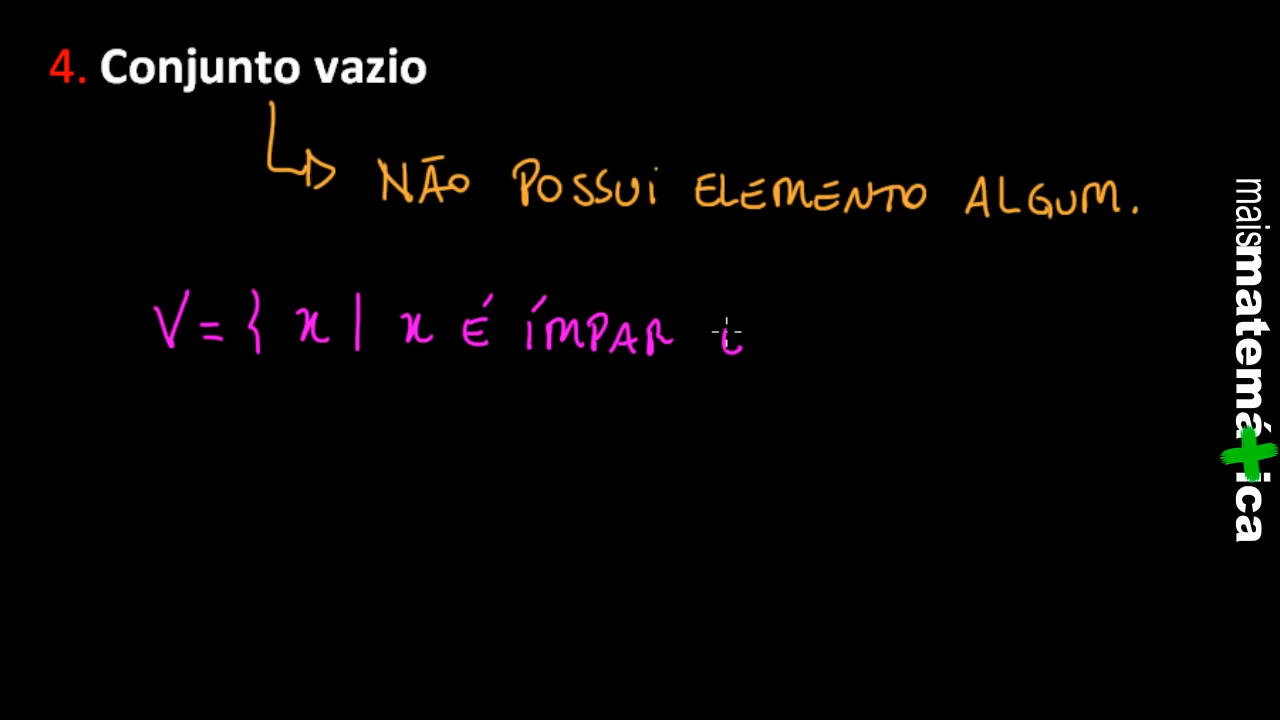 4. Conjunto vazio
NÃO POSSUI ELEMENTO ALGUM.
V = { x | x É ÍMPAR
maismatemática